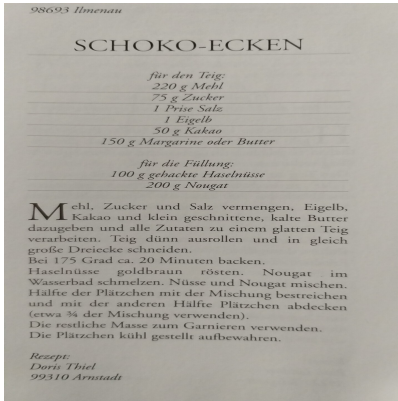 98693 Ilmenau
SCHOKO-ECKEN
für den Teig:
220 g Mehl
75 g Zucker
1 Prise Salz
1 Eigelb
50 g Kakao
150 g Margarine oder Butter
für die Füllung:
100 g gehackte Haselnüsse
200 g Nougat
Mehl, Zucker und Salz vermengen, Eigelb,
Kakao und klein geschnittene, kalte Butter
dazugeben und alle Zutaten zu einem glatten Teig
verarbeiten. Teig dünn ausrollen und in gleich
große Dreiecke schneiden.
Bei 175 Grad ca. 20 Minuten backen.
Haselnüsse goldbraun rösten. Nougat im
Wasserbad schmelzen. Nüsse und Nougat mischen.
Hälfte der Plätzchen mit der Mischung bestreichen
und mit der anderen Hälfte Plätzchen abdecken
(etwa ¾ der Mischung verwenden).
Die restliche Masse zum Garnieren verwenden.
Die Plätzchen kühl gestellt aufbewahren.
Rezept:
Doris Thiel
99310 Arnstadt